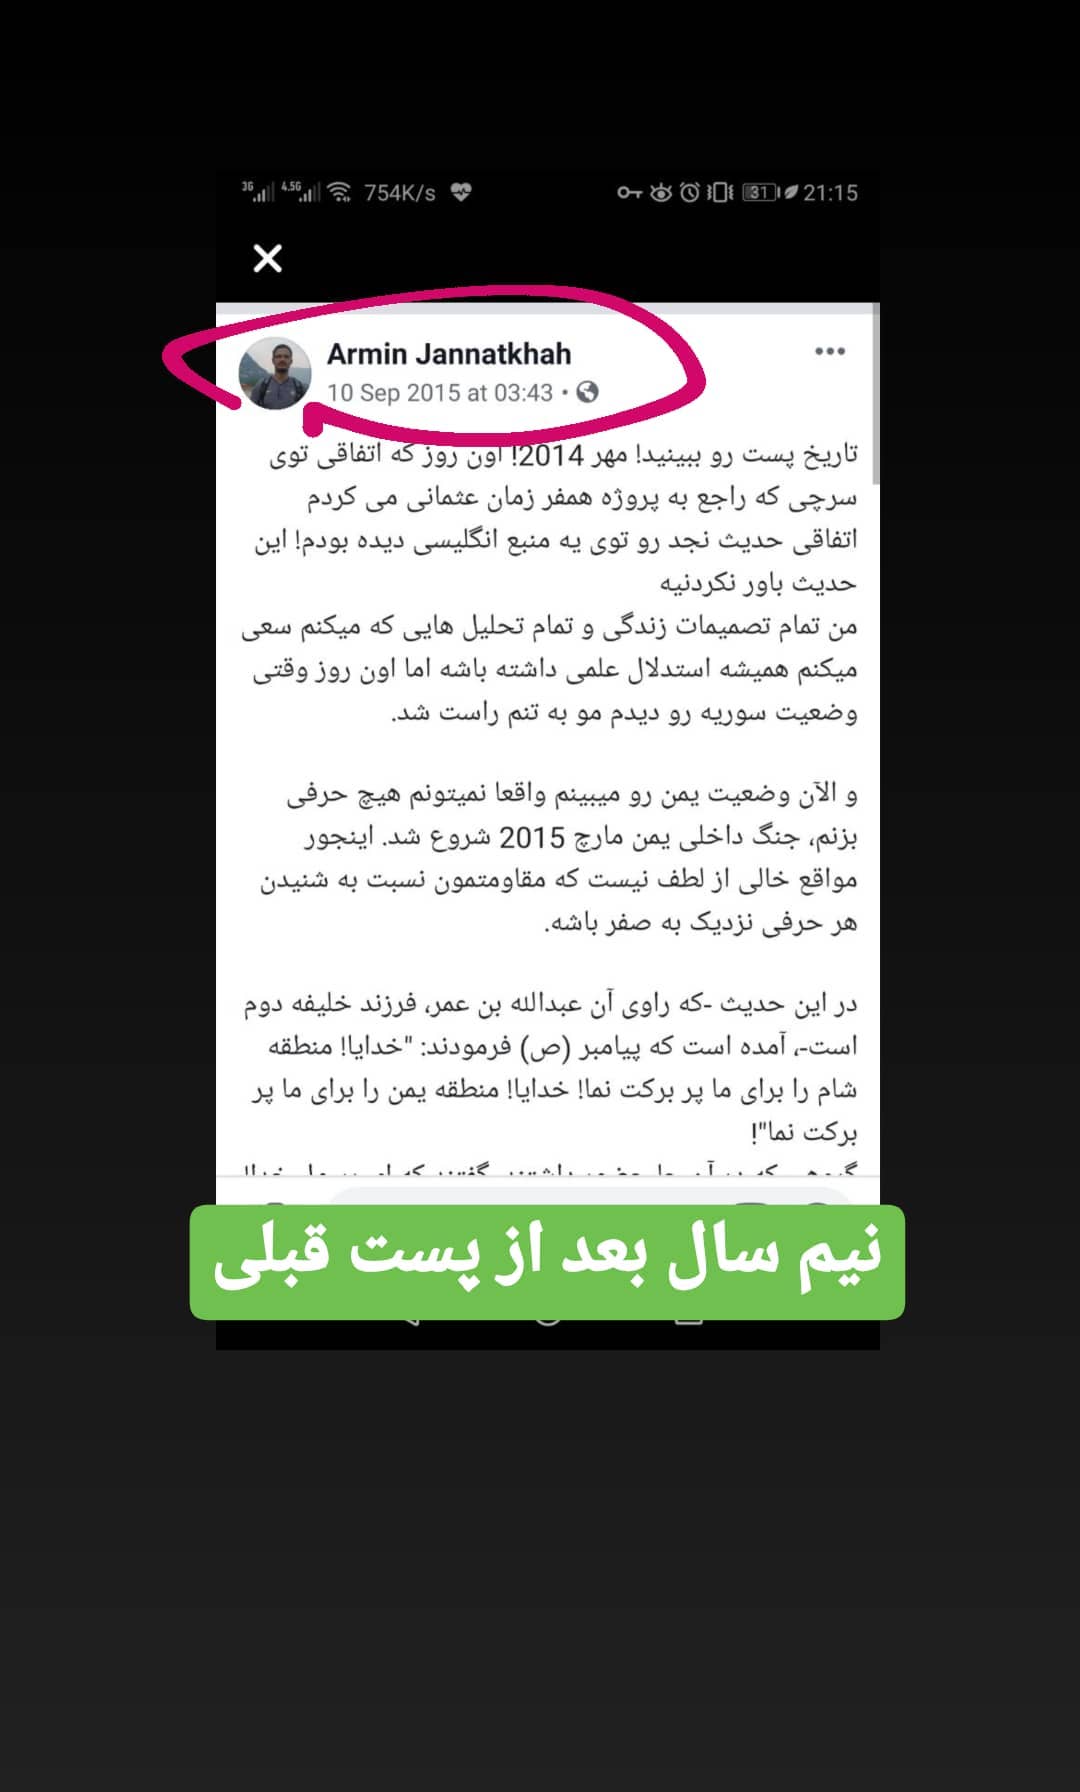 3G 4.5G 754K/s 31 21:15
Armin Jannatkhah
10 Sep 2015 at 03:43 •
تاریخ پست رو ببینید! مهر 2014! اون روز که اتفاقی توی
سرچی که راجع به پروژه همفر زمان عثمانی می کردم
اتفاقی حدیث نجد رو توی یه منبع انگلیسی دیده بودم! این
حدیث باور نکردنیه
من تمام تصمیمات زندگی و تمام تحلیل هایی که میکنم سعی
میکنم همیشه استدلال علمی داشته باشه اما اون روز وقتی
وضعیت سوریه رو دیدم مو به تنم راست شد.
و الآن وضعیت یمن رو میبینم واقعا نمیتونم هیچ حرفی
بزنم، جنگ داخلی یمن مارچ 2015 شروع شد. اینجور
مواقع خالی از لطف نیست که مقاومتمون نسبت به شنیدن
هر حرفی نزدیک به صفر باشه.
در این حدیث -که راوی آن عبدالله بن عمر، فرزند خلیفه دوم
است-، آمده است که پیامبر (ص) فرمودند: "خدایا! منطقه
شام را برای ما پر برکت نما! خدایا! منطقه یمن را برای ما پر
برکت نما"!
نیم سال بعد از پست قبلی